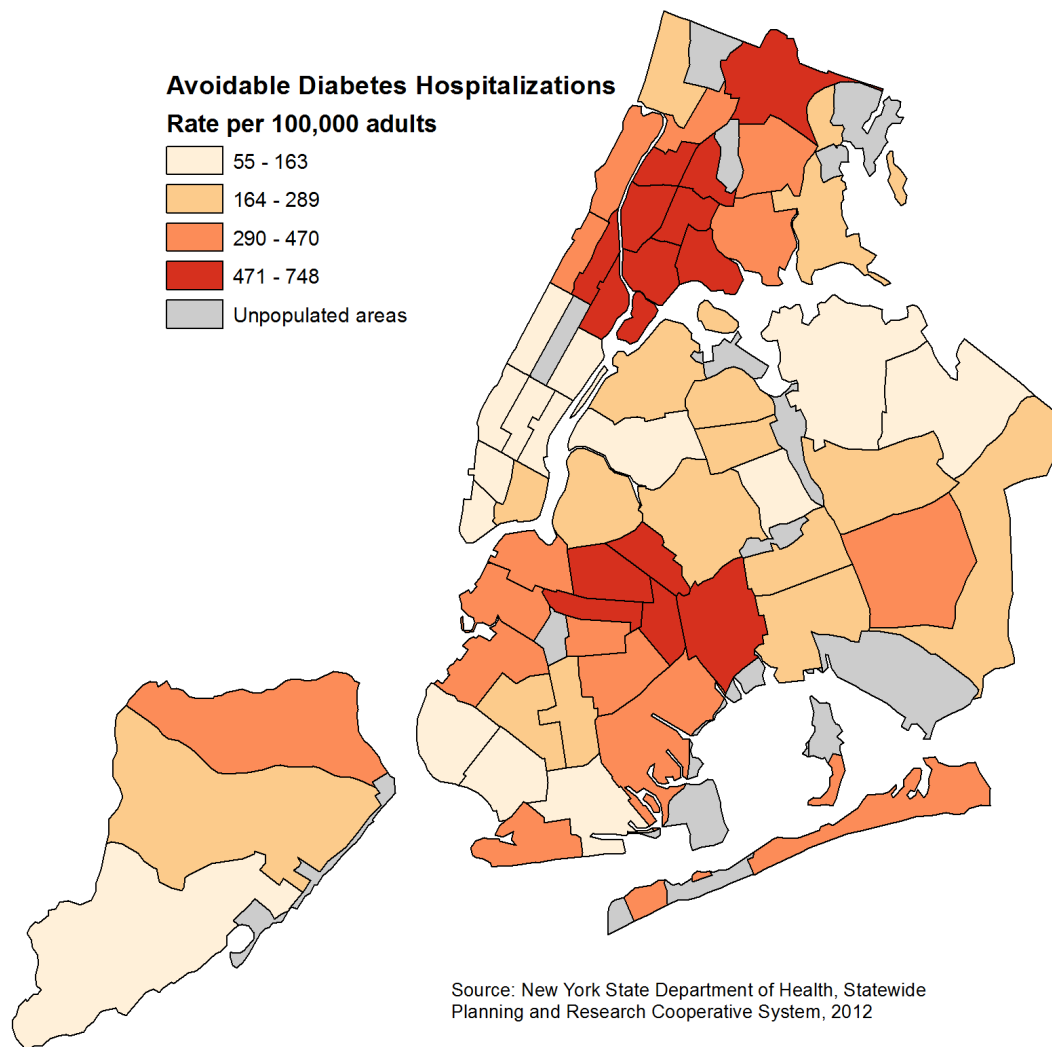 Avoidable Diabetes Hospitalizations
Rate per 100,000 adults
55 - 163
164 - 289
290 - 470
471 - 748
Unpopulated areas
Source: New York State Department of Health, Statewide
Planning and Research Cooperative System, 2012